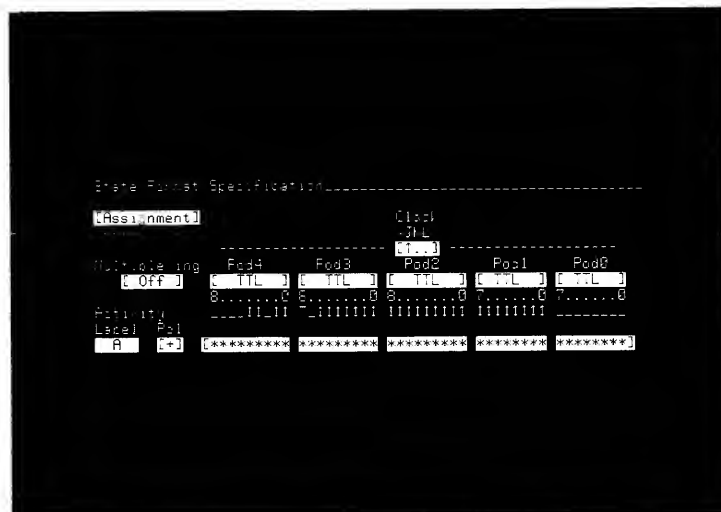 State Format Specification
[Assignment] Clock
JKL
[↑..]
Multiplexing Pod4 Pod3 Pod2 Pod1 Pod0
[ Off ] [ TTL ] [ TTL ] [ TTL ] [ TTL ] [ TTL ]
8.......0 8.......0 8.......0 7......0 7......0
Activity
Label Pol
A [+] [********* ********* ********* ******** ********]